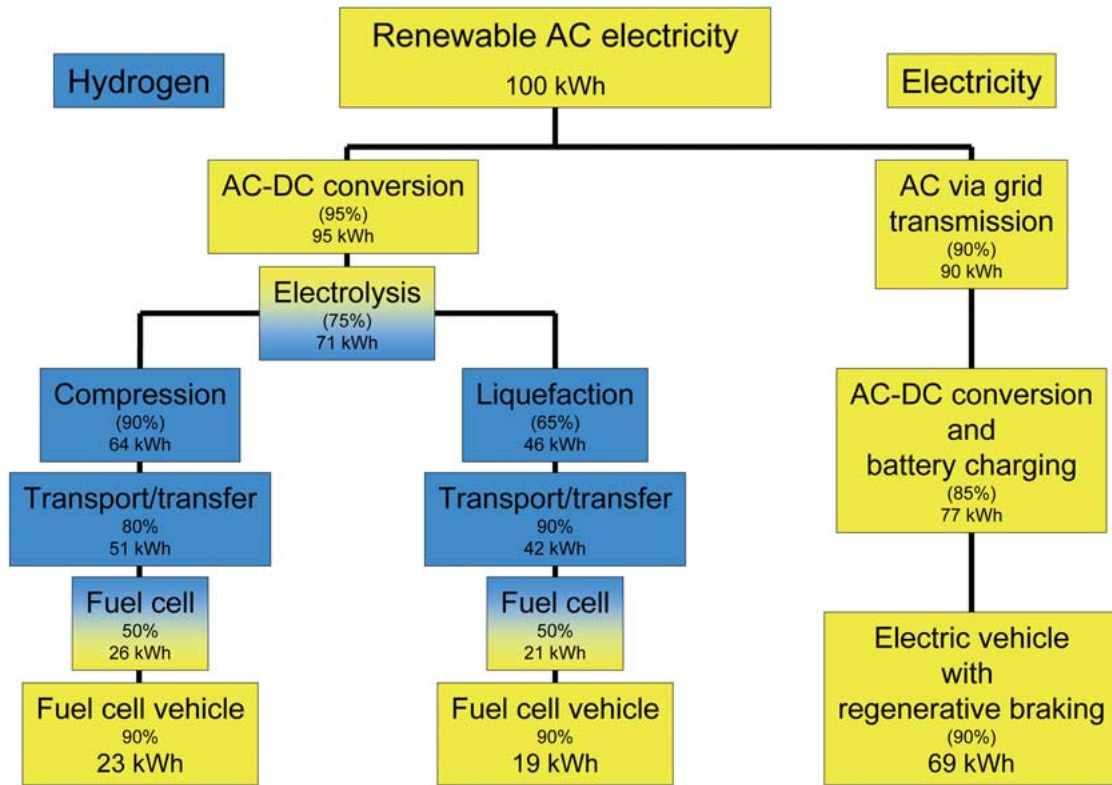 Renewable AC electricity
100 kWh
Hydrogen
Electricity
AC-DC conversion
(95%)
95 kWh
Electrolysis
(75%)
71 kWh
Compression
(90%)
64 kWh
Transport/transfer
80%
51 kWh
Fuel cell
50%
26 kWh
Fuel cell vehicle
90%
23 kWh
Liquefaction
(65%)
46 kWh
Transport/transfer
90%
42 kWh
Fuel cell
50%
21 kWh
Fuel cell vehicle
90%
19 kWh
AC via grid
transmission
(90%)
90 kWh
AC-DC conversion
and
battery charging
(85%)
77 kWh
Electric vehicle
with
regenerative braking
(90%)
69 kWh